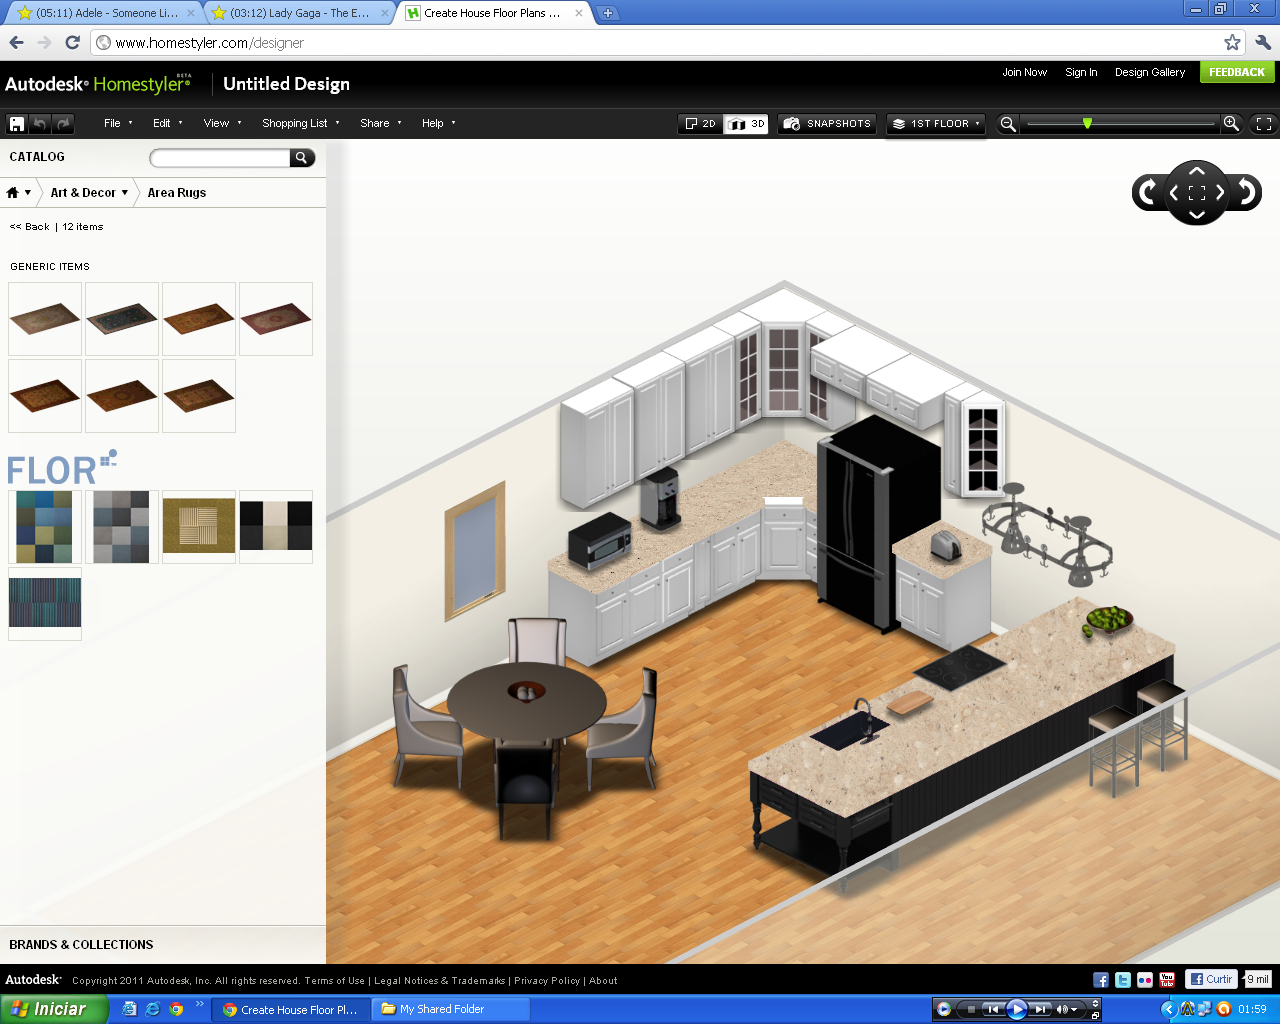 (05:11) Adele - Someone Li...
(03:12) Lady Gaga - The E...
Create House Floor Plans ...
www.homestyler.com/designer
Autodesk® Homestyler® BETA
Untitled Design
Join Now
Sign In
Design Gallery
FEEDBACK
File
Edit
View
Shopping List
Share
Help
2D
3D
SNAPSHOTS
1ST FLOOR
CATALOG
Art & Decor
Area Rugs
<< Back | 12 items
GENERIC ITEMS
FLOR
BRANDS & COLLECTIONS
Autodesk® Copyright 2011 Autodesk, Inc. All rights reserved. Terms of Use | Legal Notices & Trademarks | Privacy Policy | About
You Tube
Curtir
9 mil
Iniciar
Create House Floor Pl...
My Shared Folder
01:59